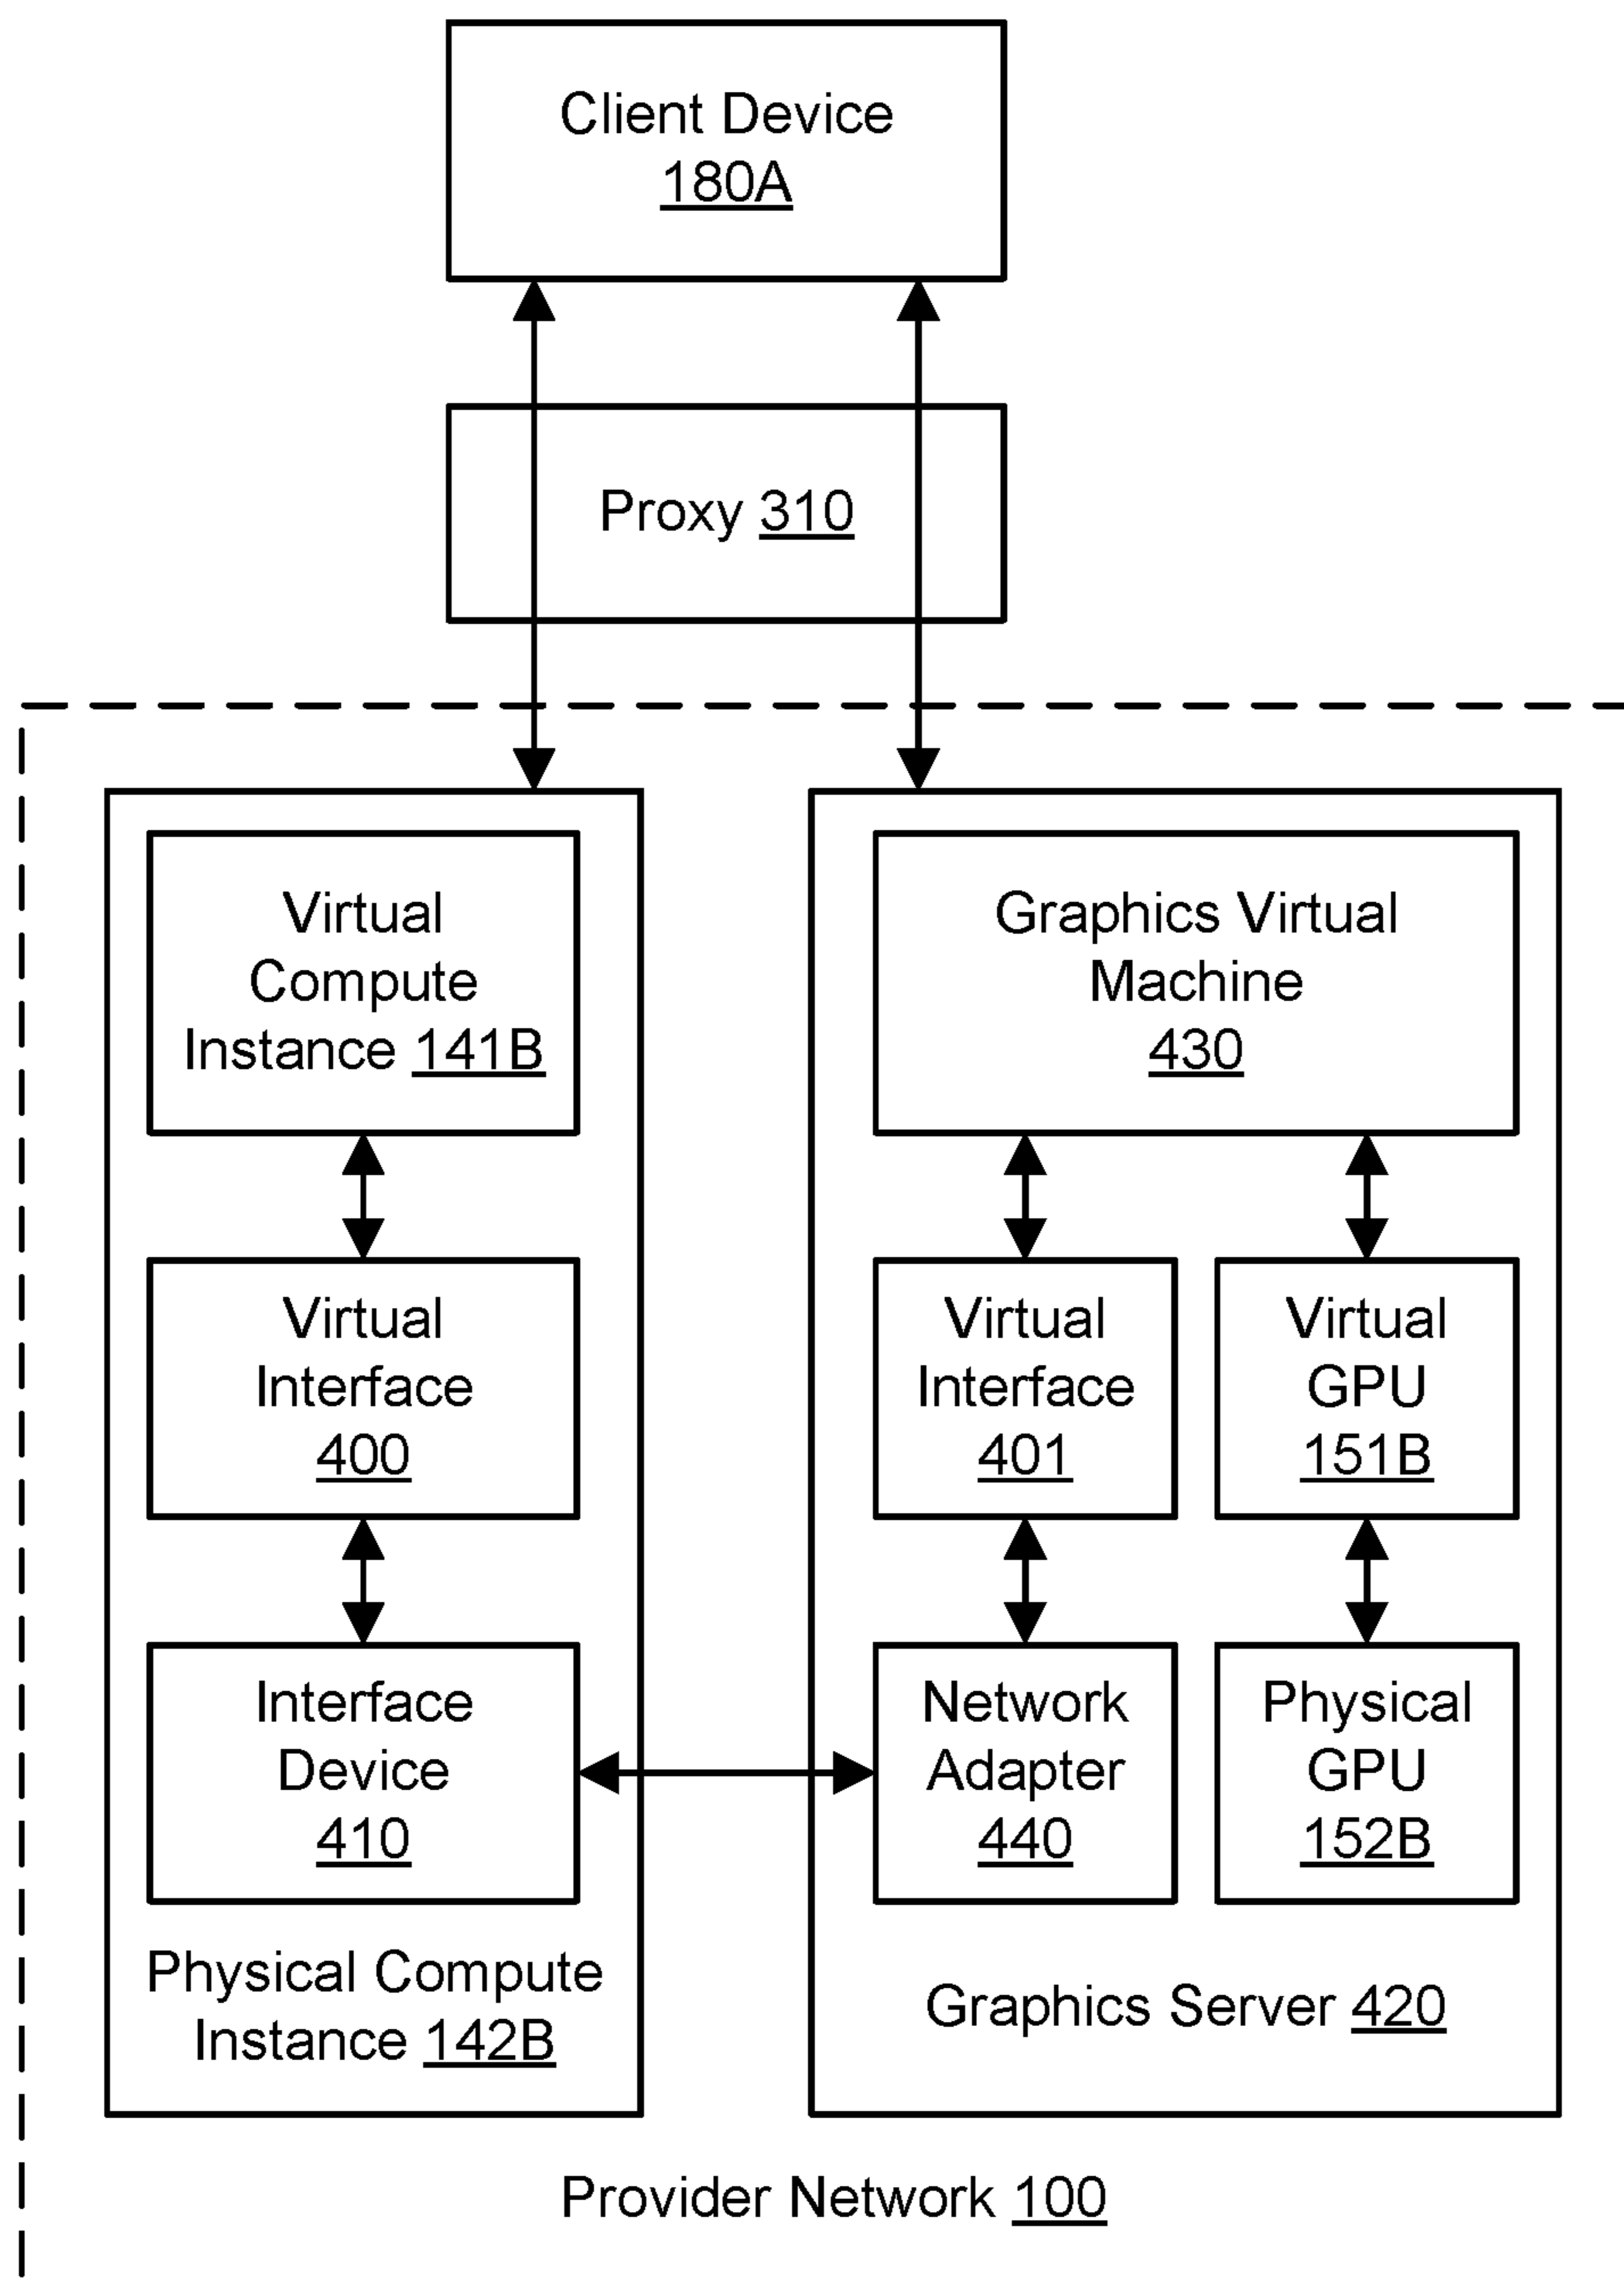 Client Device
180A
Proxy 310
Virtual
Compute
Instance 141B
Graphics Virtual
Machine
430
Virtual
Interface
400
Virtual
Interface
401
Virtual
GPU
151B
Interface
Device
410
Network
Adapter
440
Physical
GPU
152B
Physical Compute
Instance 142B
Graphics Server 420
Provider Network 100